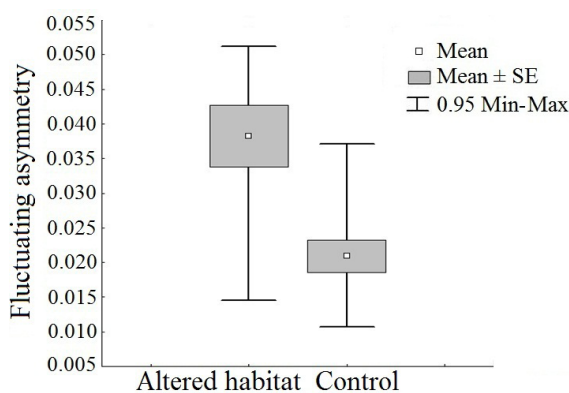 0.055
0.050
0.045
0.040
0.035
0.030
0.025
0.020
0.015
0.010
0.005
Fluctuating asymmetry
Mean
Mean ± SE
0.95 Min-Max
Altered habitat Control